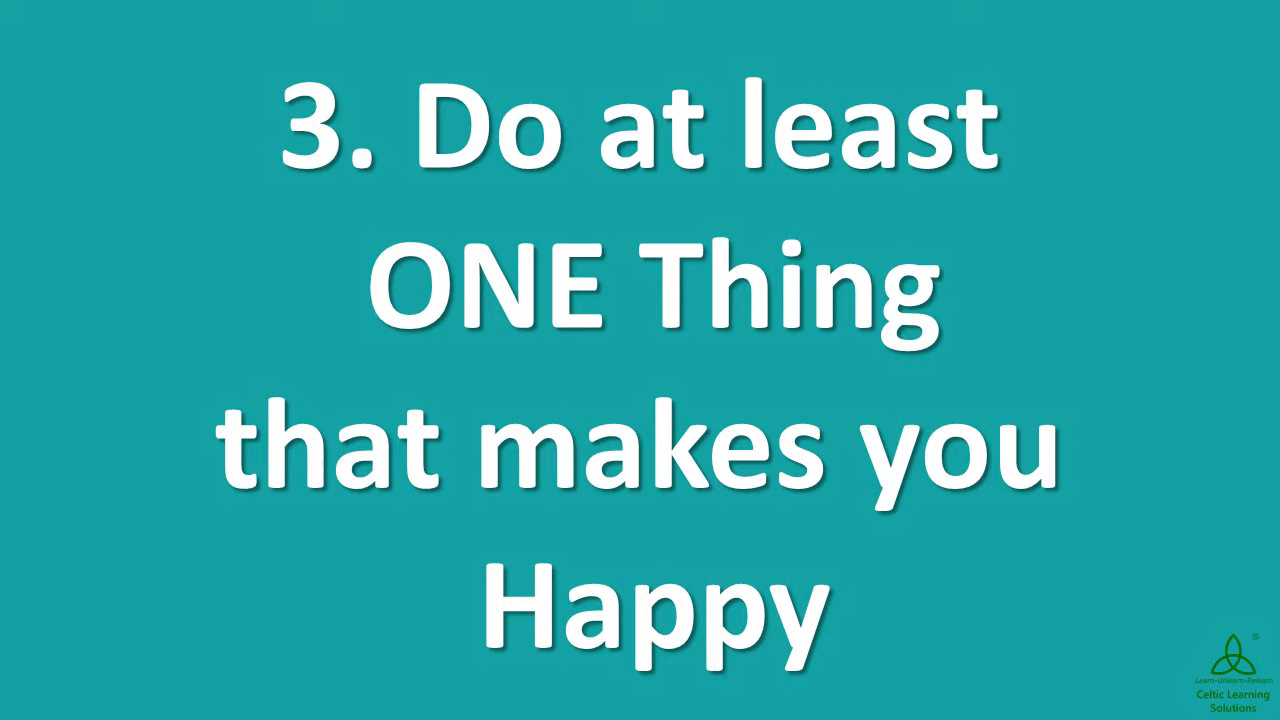 3. Do at least
ONE Thing
that makes you
Happy
®
Learn-Unlearn-Relearn
Celtic Learning
Solutions